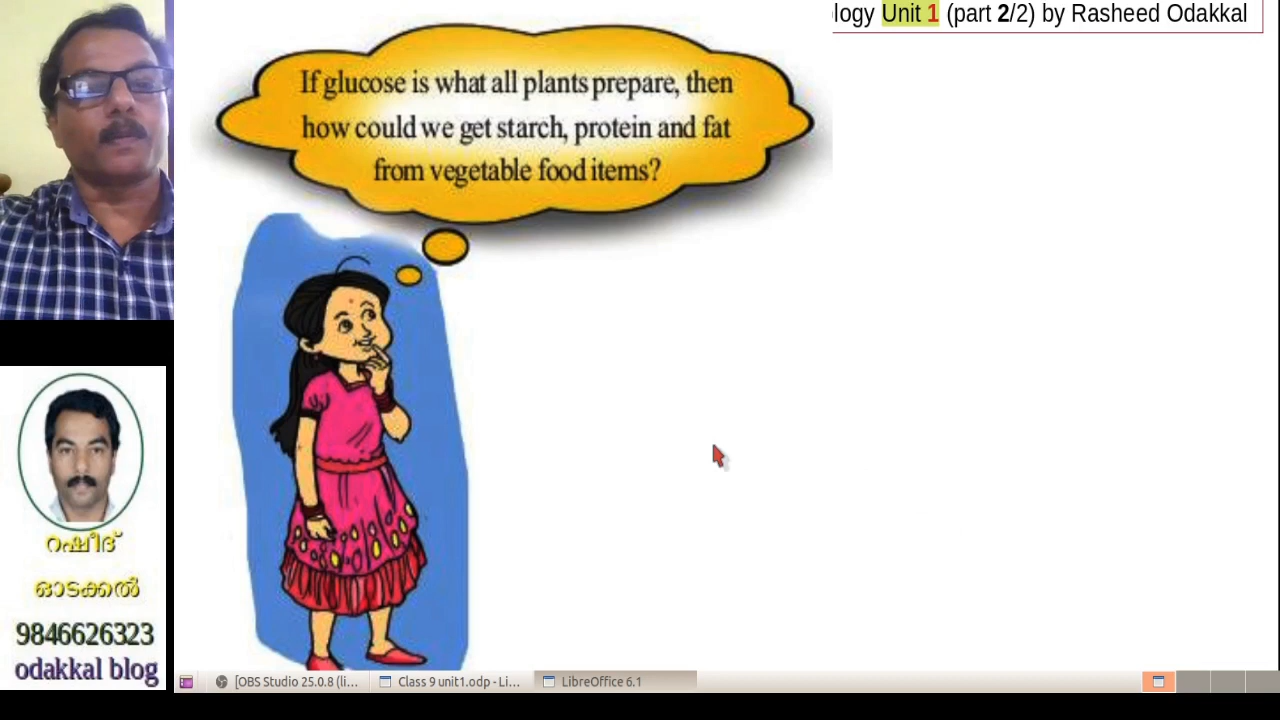 logy Unit 1 (part 2/2) by Rasheed Odakkal
If glucose is what all plants prepare, then
how could we get starch, protein and fat
from vegetable food items?
റഷീദ്
ഓടക്കൽ
9846626323
odakkal blog
[OBS Studio 25.0.8 (li... Class 9 unit1.odp - Li... LibreOffice 6.1